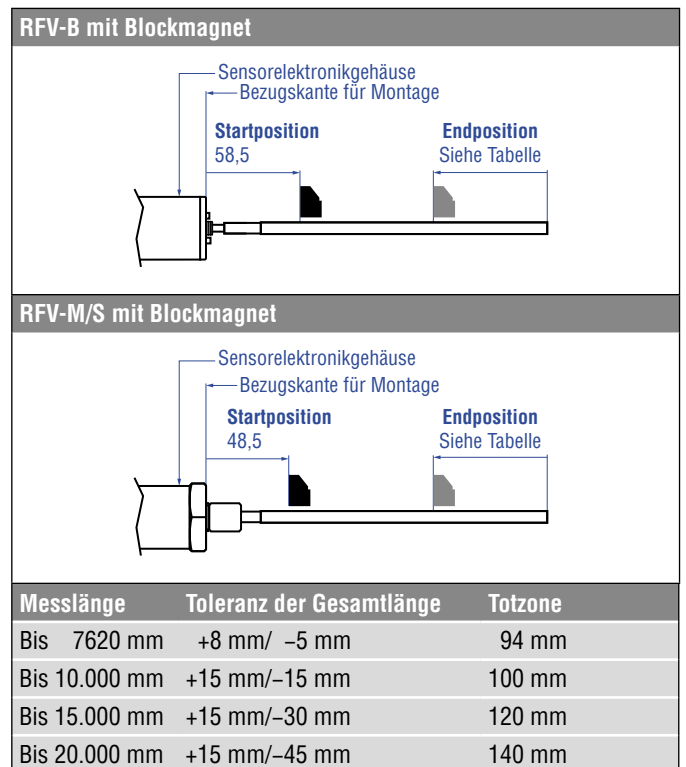 RFV-B mit Blockmagnet
Sensorelektronikgehäuse
Bezugskante für Montage
Startposition
58,5
Endposition
Siehe Tabelle
RFV-M/S mit Blockmagnet
Sensorelektronikgehäuse
Bezugskante für Montage
Startposition
48,5
Endposition
Siehe Tabelle
Messlänge Toleranz der Gesamtlänge Totzone
Bis 7620 mm +8 mm/ −5 mm 94 mm
Bis 10.000 mm +15 mm/−15 mm 100 mm
Bis 15.000 mm +15 mm/−30 mm 120 mm
Bis 20.000 mm +15 mm/−45 mm 140 mm